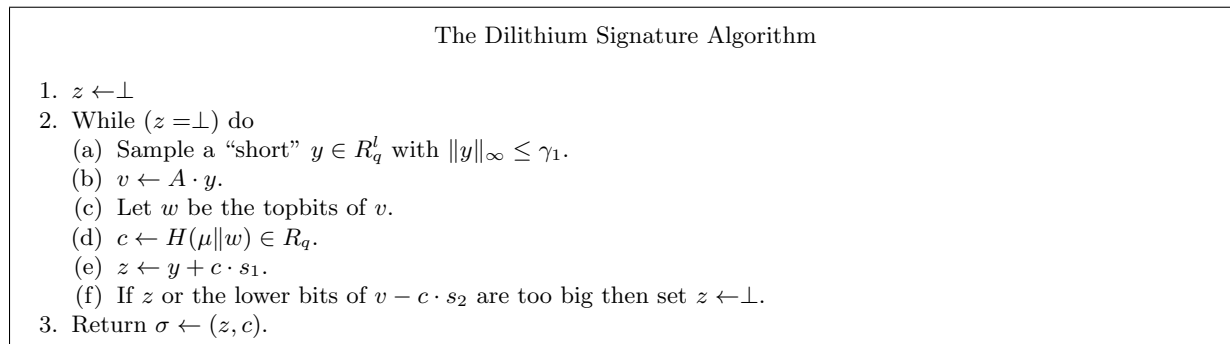 The Dilithium Signature Algorithm
1. z ←⊥
2. While (z =⊥) do
(a) Sample a “short” y ∈ R_q^l with ‖y‖_∞ ≤ γ_1.
(b) v ← A · y.
(c) Let w be the topbits of v.
(d) c ← H(μ‖w) ∈ R_q.
(e) z ← y + c · s_1.
(f) If z or the lower bits of v − c · s_2 are too big then set z ←⊥.
3. Return σ ← (z, c).